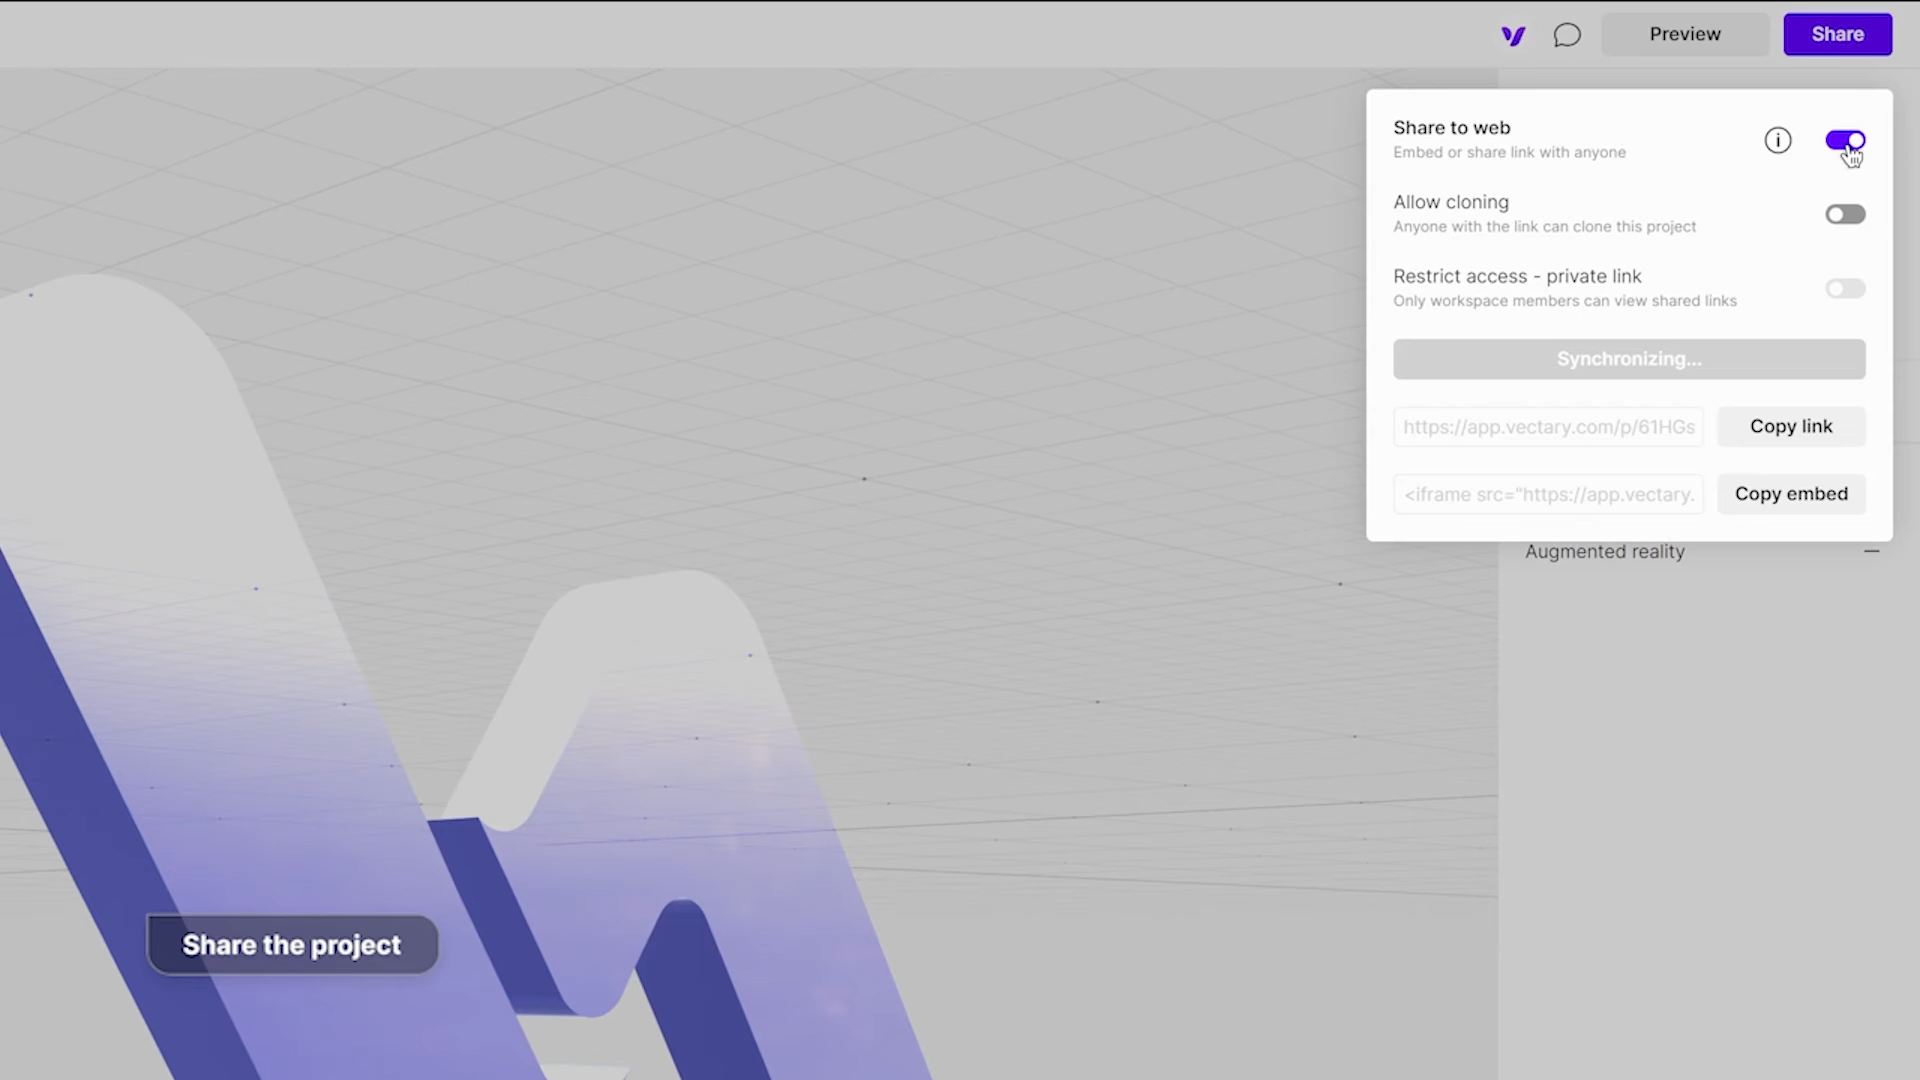 Preview
Share
Share to web
Embed or share link with anyone
Allow cloning
Anyone with the link can clone this project
Restrict access - private link
Only workspace members can view shared links
Synchronizing...
https://app.vectary.com/p/61HGs
Copy link
<iframe src="https://app.vectary.
Copy embed
Augmented reality
Share the project